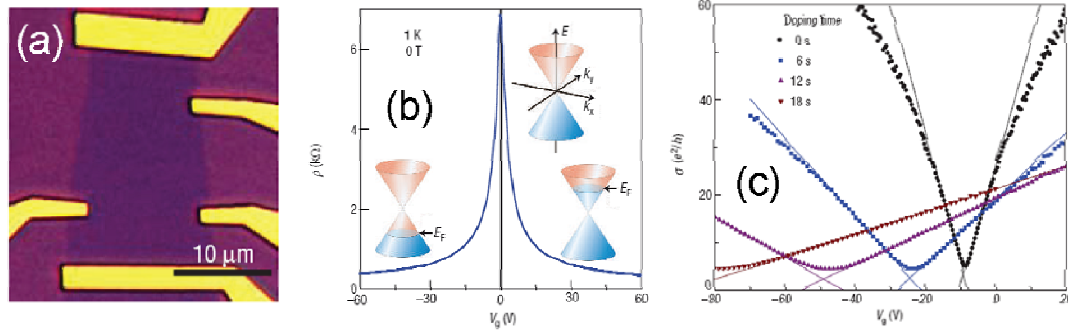 (a)
10 μm
(b)
1 K
0 T
E
k_y
k_x
E_F
E_F
ρ (kΩ)
6
4
2
−60 −30 0 30 60
V_g (V)
(c)
Doping time
0 s
6 s
12 s
18 s
σ (e²/h)
60
40
20
0
−80 −60 −40 −20 0 20
V_g (V)